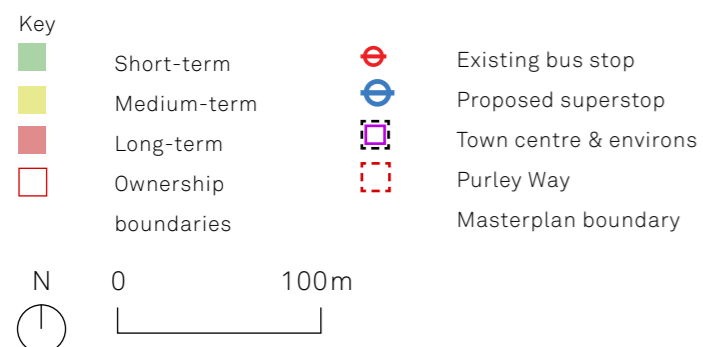 Key
Short-term
Medium-term
Long-term
Ownership
boundaries
Existing bus stop
Proposed superstop
Town centre & environs
Purley Way
Masterplan boundary
N
0
100m